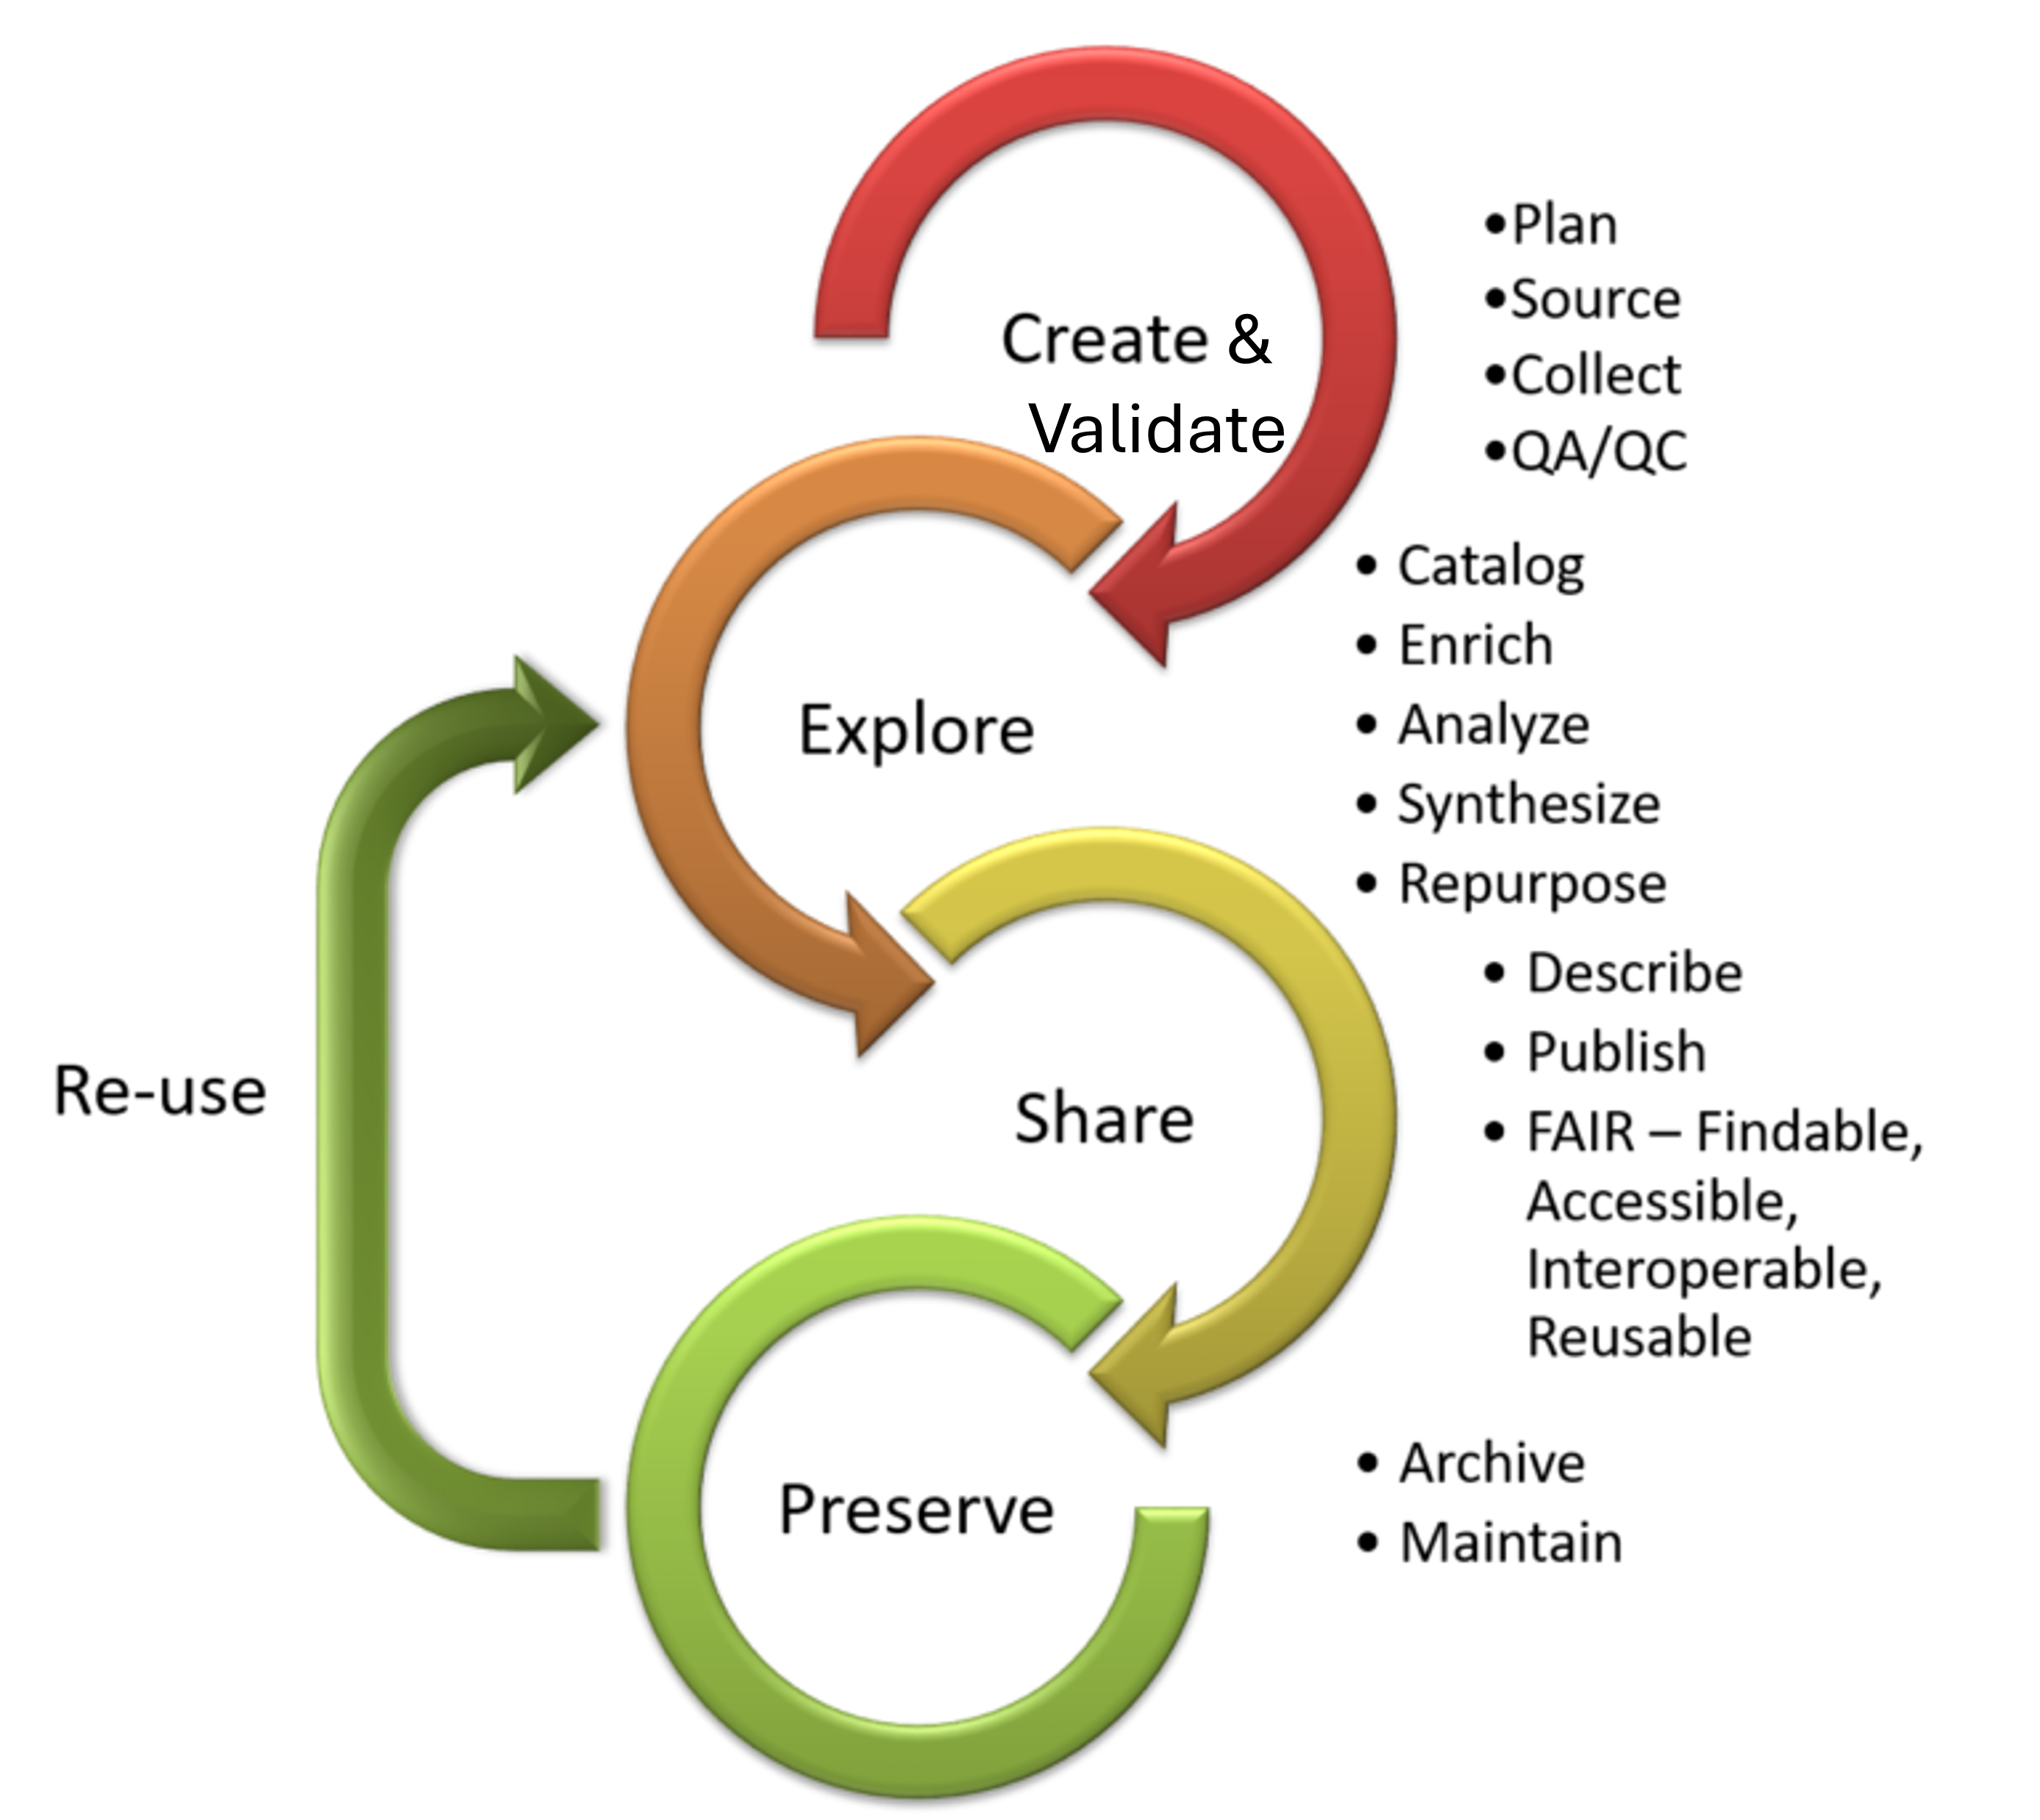 Create &
Validate
•Plan
•Source
•Collect
•QA/QC
Explore
• Catalog
• Enrich
• Analyze
• Synthesize
• Repurpose
Share
• Describe
• Publish
• FAIR – Findable,
Accessible,
Interoperable,
Reusable
Re-use
Preserve
• Archive
• Maintain